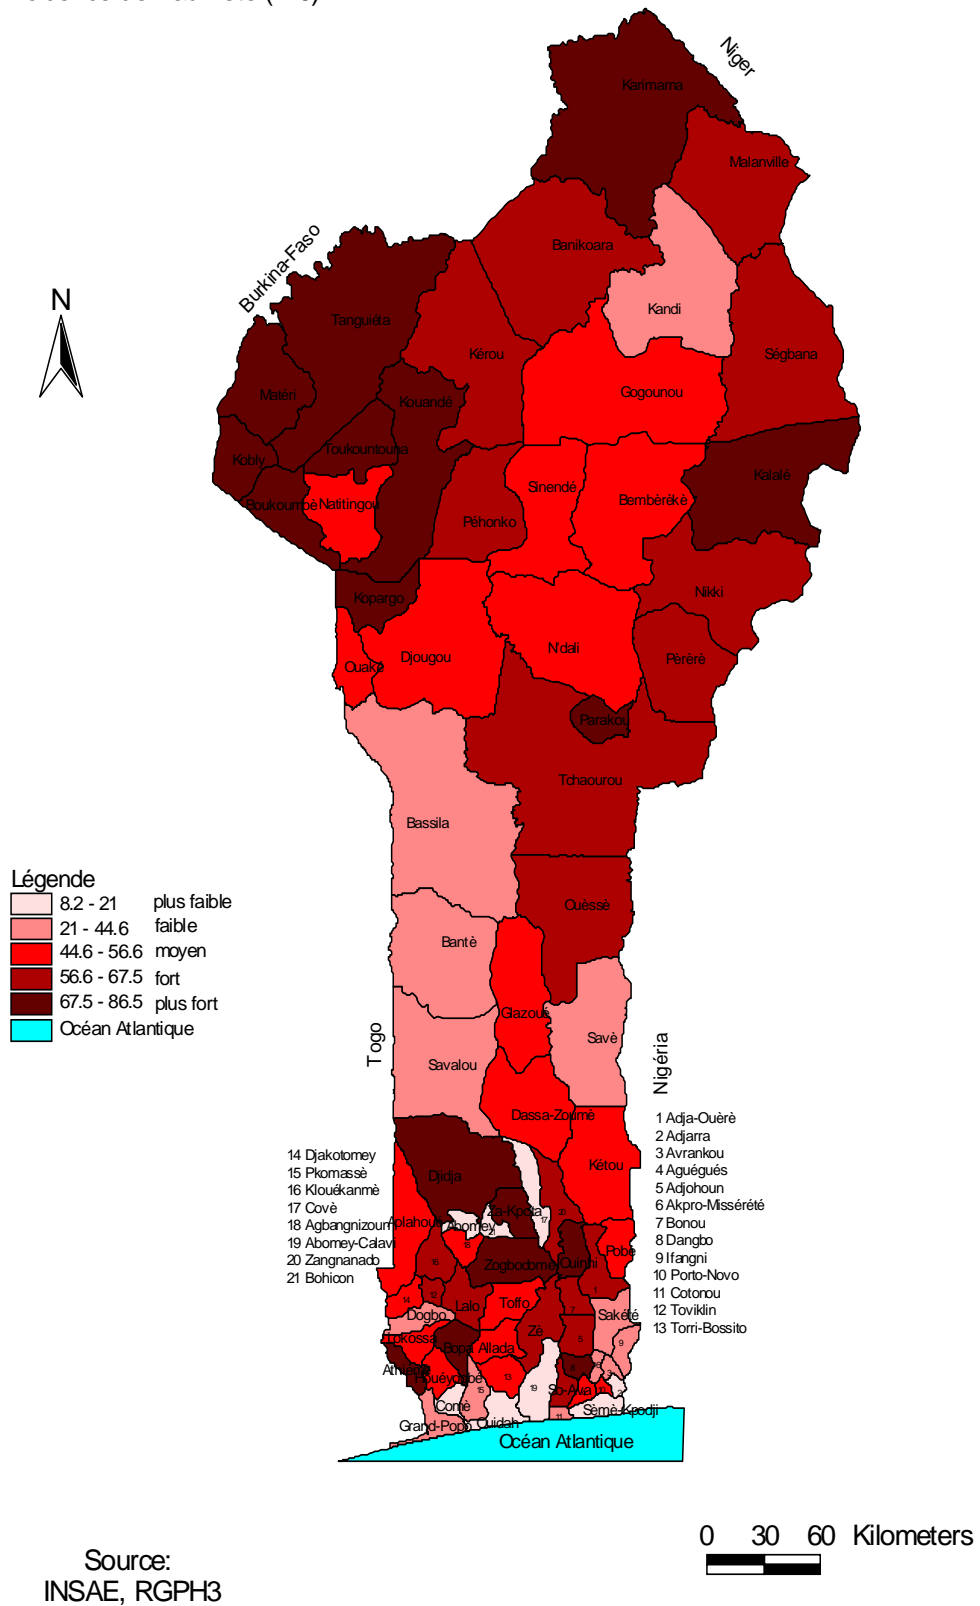 Niger
Karimama
Malanville
Burkina-Faso
Banikoara
N
Kandi
Tanguiéta
Kérou
Ségbana
Matéri
Kouandé
Gogounou
Toukountouna
Kobly
Kalalé
Sinendé
Bembèrèkè
Boukoumbè
Natitingou
Péhonko
Nikki
Kopargo
N'dali
Djougou
Pèrèrè
Ouaké
Parakou
Tchaourou
Bassila
Légende
8.2 - 21 plus faible
21 - 44.6 faible
44.6 - 56.6 moyen
56.6 - 67.5 fort
67.5 - 86.5 plus fort
Océan Atlantique
Ouèssè
Bantè
Glazoué
Togo
Savè
Nigéria
Savalou
Dassa-Zoumè
Kétou
1 Adja-Ouèrè
2 Adjarra
3 Avrankou
4 Aguégués
5 Adjohoun
6 Akpro-Missérété
7 Bonou
8 Dangbo
9 Ifangni
10 Porto-Novo
11 Cotonou
12 Toviklin
13 Torri-Bossito
14 Djakotomey
15 Pkomassè
16 Klouékanmè
17 Covè
18 Agbangnizoun
19 Abomey-Calavi
20 Zangnanado
21 Bohicon
Djidja
Za-Kpota
Aplahoué
Abomey
Zogbodomè
Ouinhi
Pobè
Lalo
Toffo
Dogbo
Sakété
Zè
Lokossa
Bopa
Allada
Houéyombé
So-Ava
Comè
Sèmè-Kpodji
Grand-Popo
Ouidah
Océan Atlantique
0 30 60 Kilometers
Source:
INSAE, RGPH3